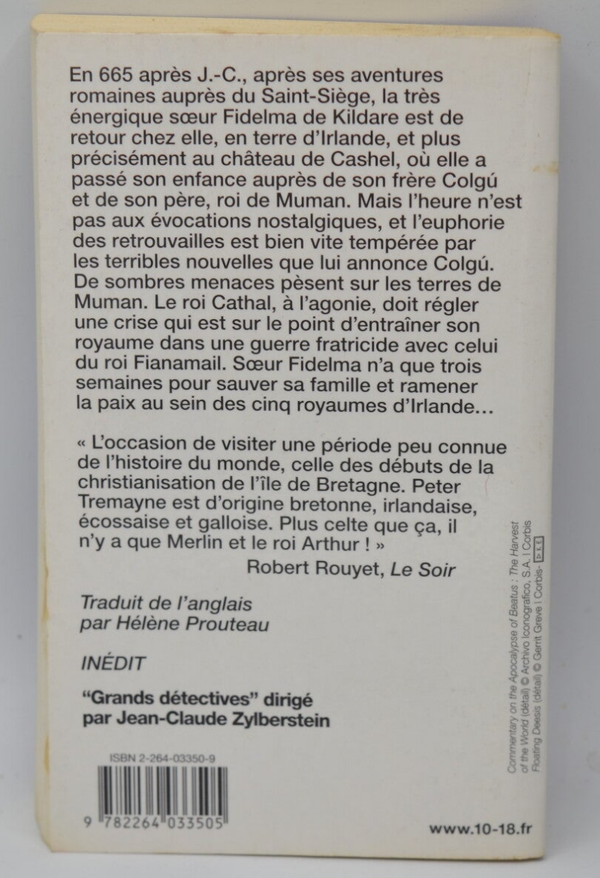 En 665 après J.-C., après ses aventures
romaines auprès du Saint-Siège, la très
énergique sœur Fidelma de Kildare est de
retour chez elle, en terre d'Irlande, et plus
précisément au château de Cashel, où elle a
passé son enfance auprès de son frère Colgú
et de son père, roi de Muman. Mais l'heure n'est
pas aux évocations nostalgiques, et l'euphorie
des retrouvailles est bien vite tempérée par
les terribles nouvelles que lui annonce Colgú.
De sombres menaces pèsent sur les terres de
Muman. Le roi Cathal, à l'agonie, doit régler
une crise qui est sur le point d'entraîner son
royaume dans une guerre fratricide avec celui
du roi Fianamail. Sœur Fidelma n'a que trois
semaines pour sauver sa famille et ramener
la paix au sein des cinq royaumes d'Irlande...
« L'occasion de visiter une période peu connue
de l'histoire du monde, celle des débuts de la
christianisation de l'île de Bretagne. Peter
Tremayne est d'origine bretonne, irlandaise,
écossaise et galloise. Plus celte que ça, il
n'y a que Merlin et le roi Arthur ! »
Robert Rouyet, Le Soir
Traduit de l'anglais
par Hélène Prouteau
INÉDIT
"Grands détectives" dirigé
par Jean-Claude Zylberstein
ISBN 2-264-03350-9
9 782264 033505
www.10-18.fr
Commentary on the Apocalypse of Beatus : The Harvest
of the World (détail) © Archivo Iconografico, S.A. | Corbis
Floating Deesis (détail) © Gerrit Greve | Corbis-